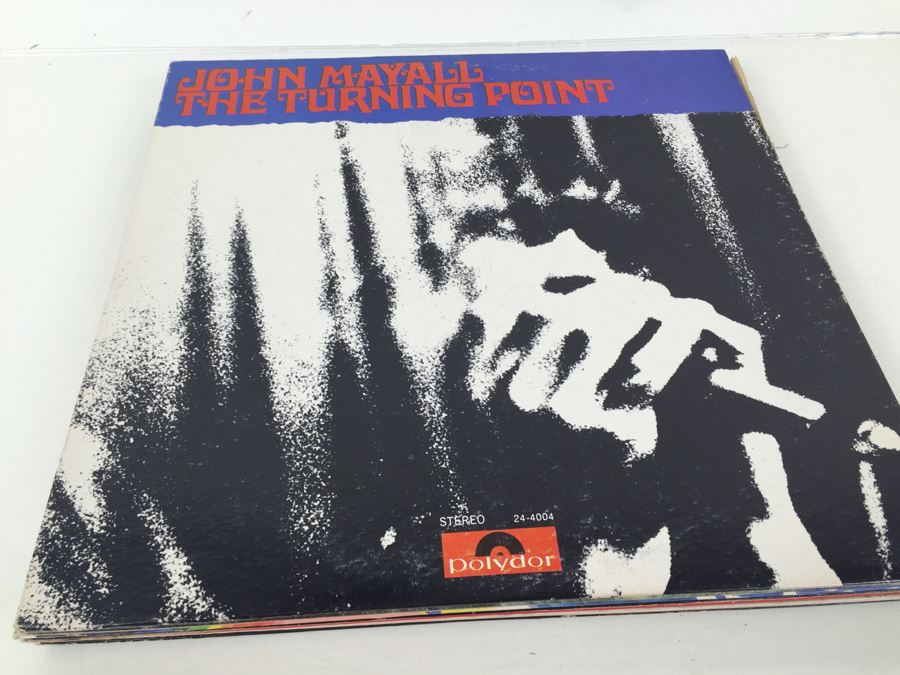 JOHN MAYALL
THE TURNING POINT
STEREO 24-4004
polydor